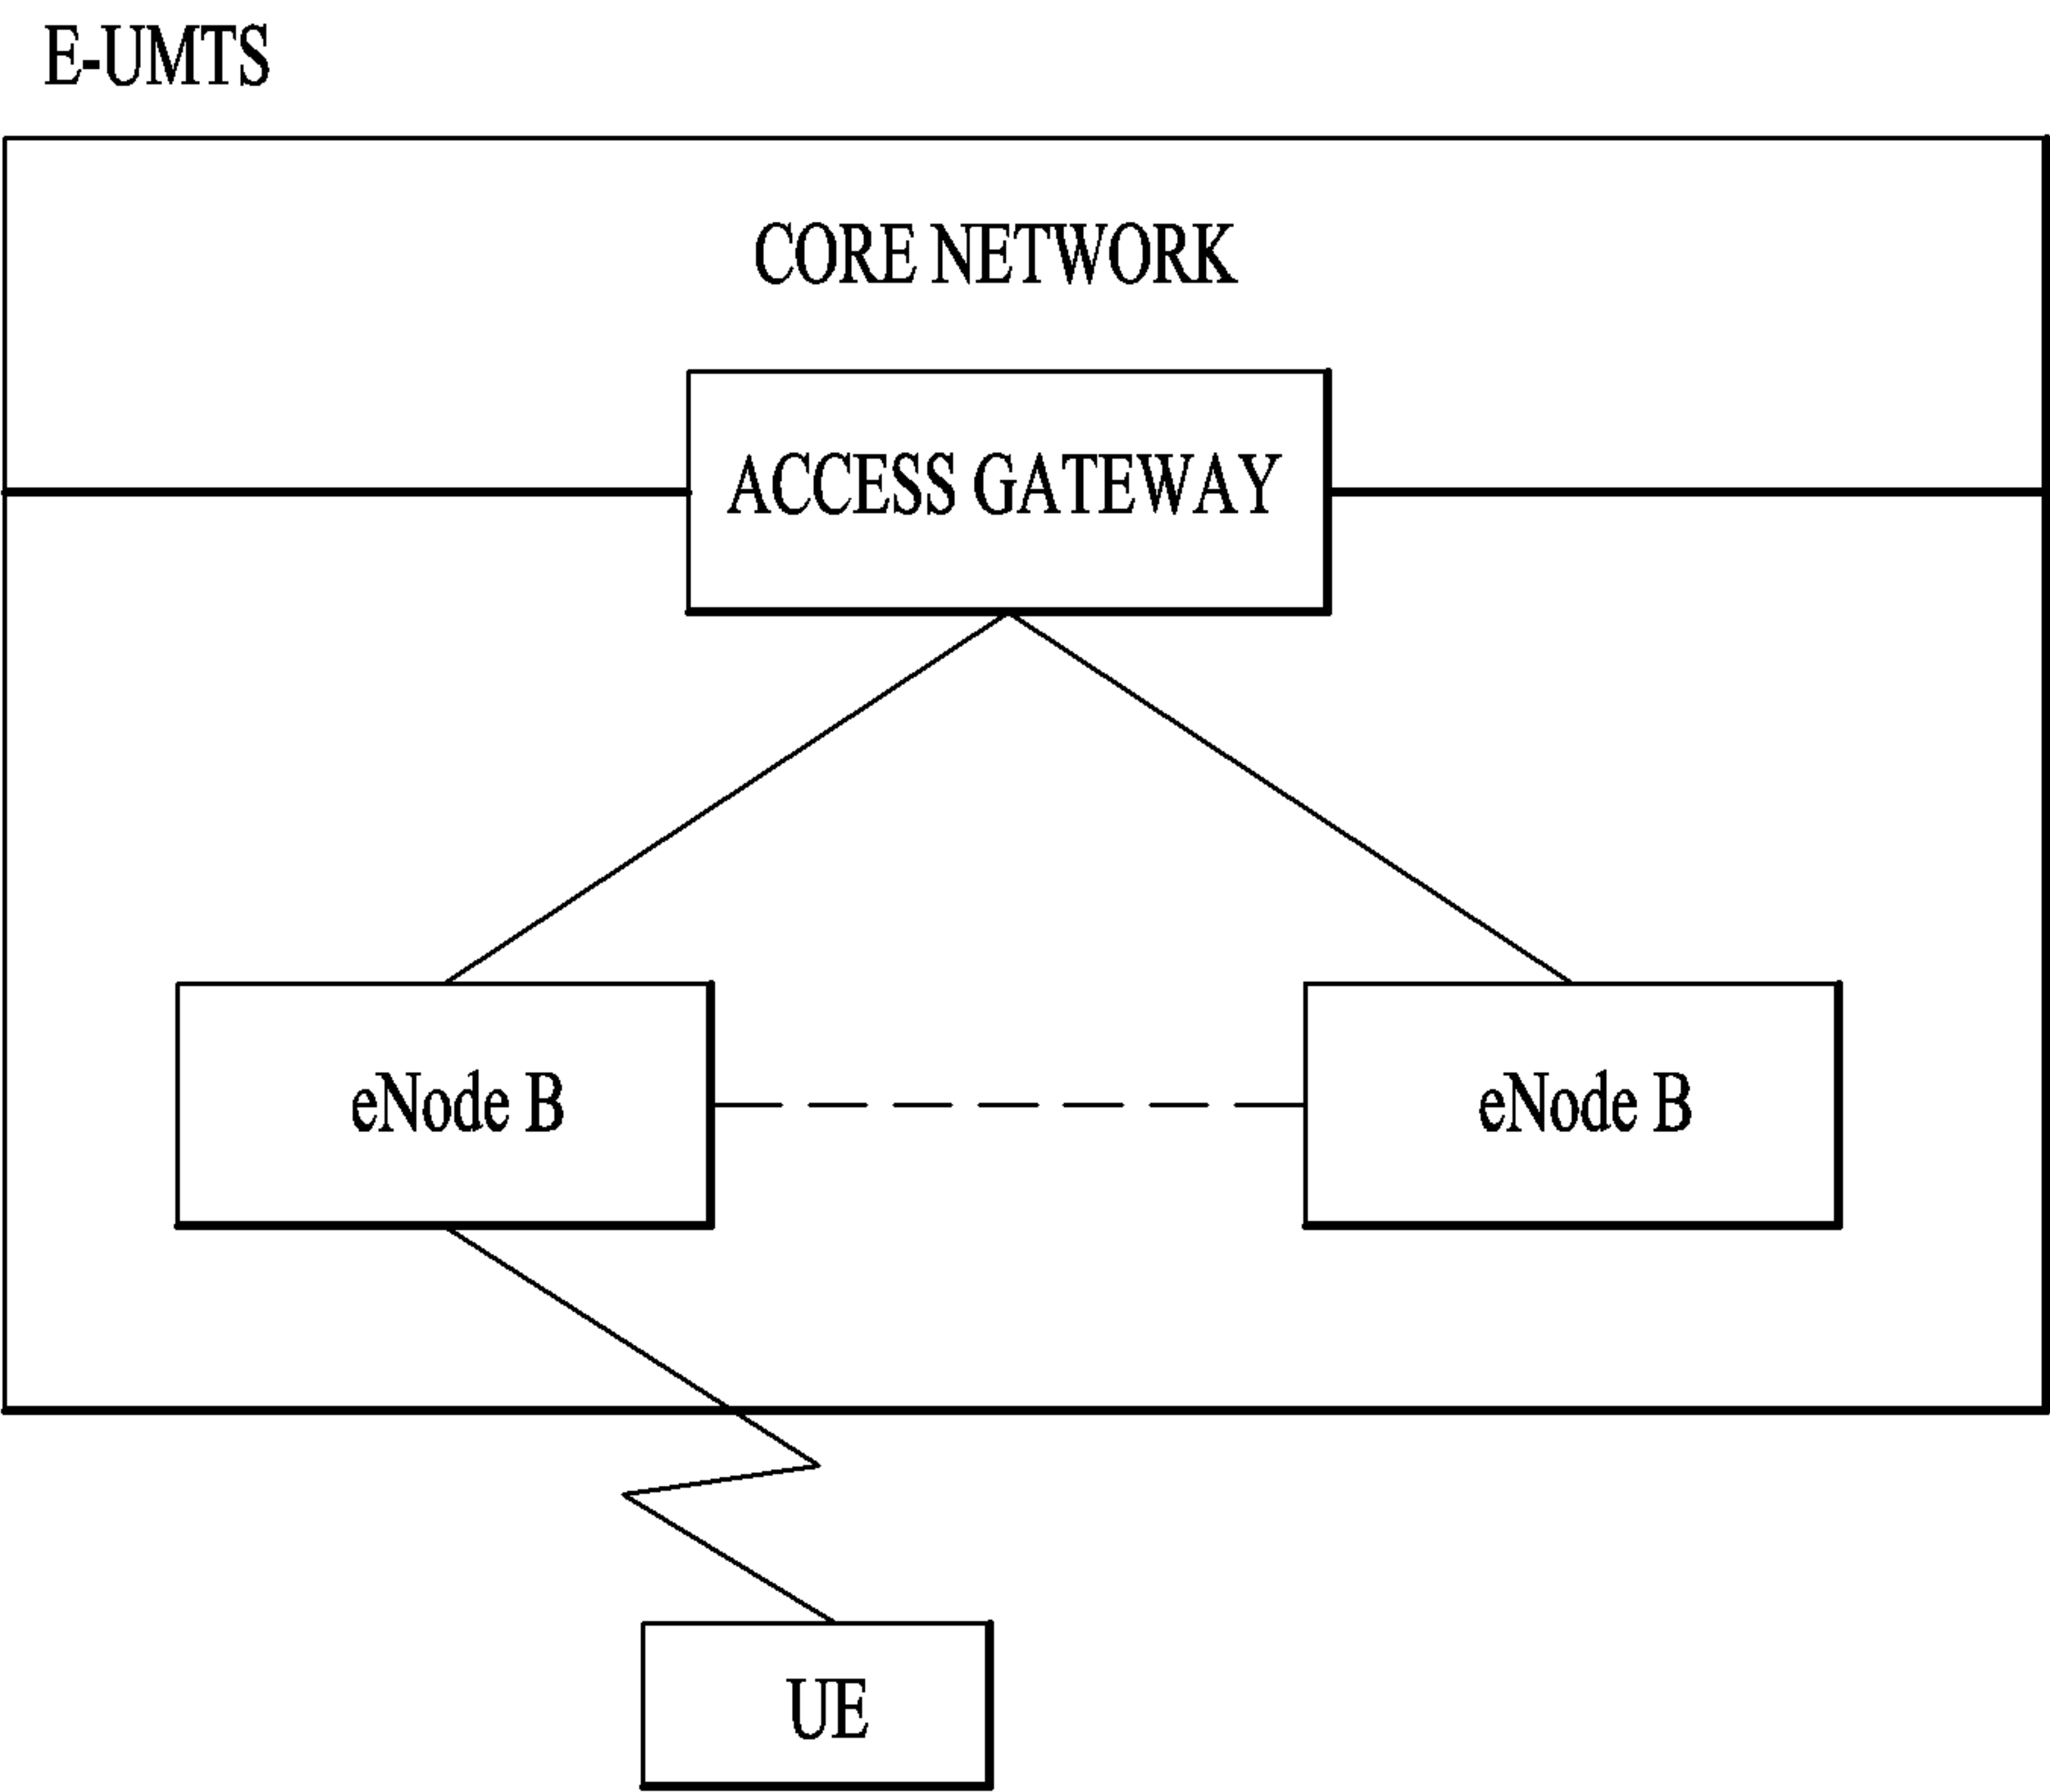 E-UMTS
CORE NETWORK
ACCESS GATEWAY
eNode B
eNode B
UE